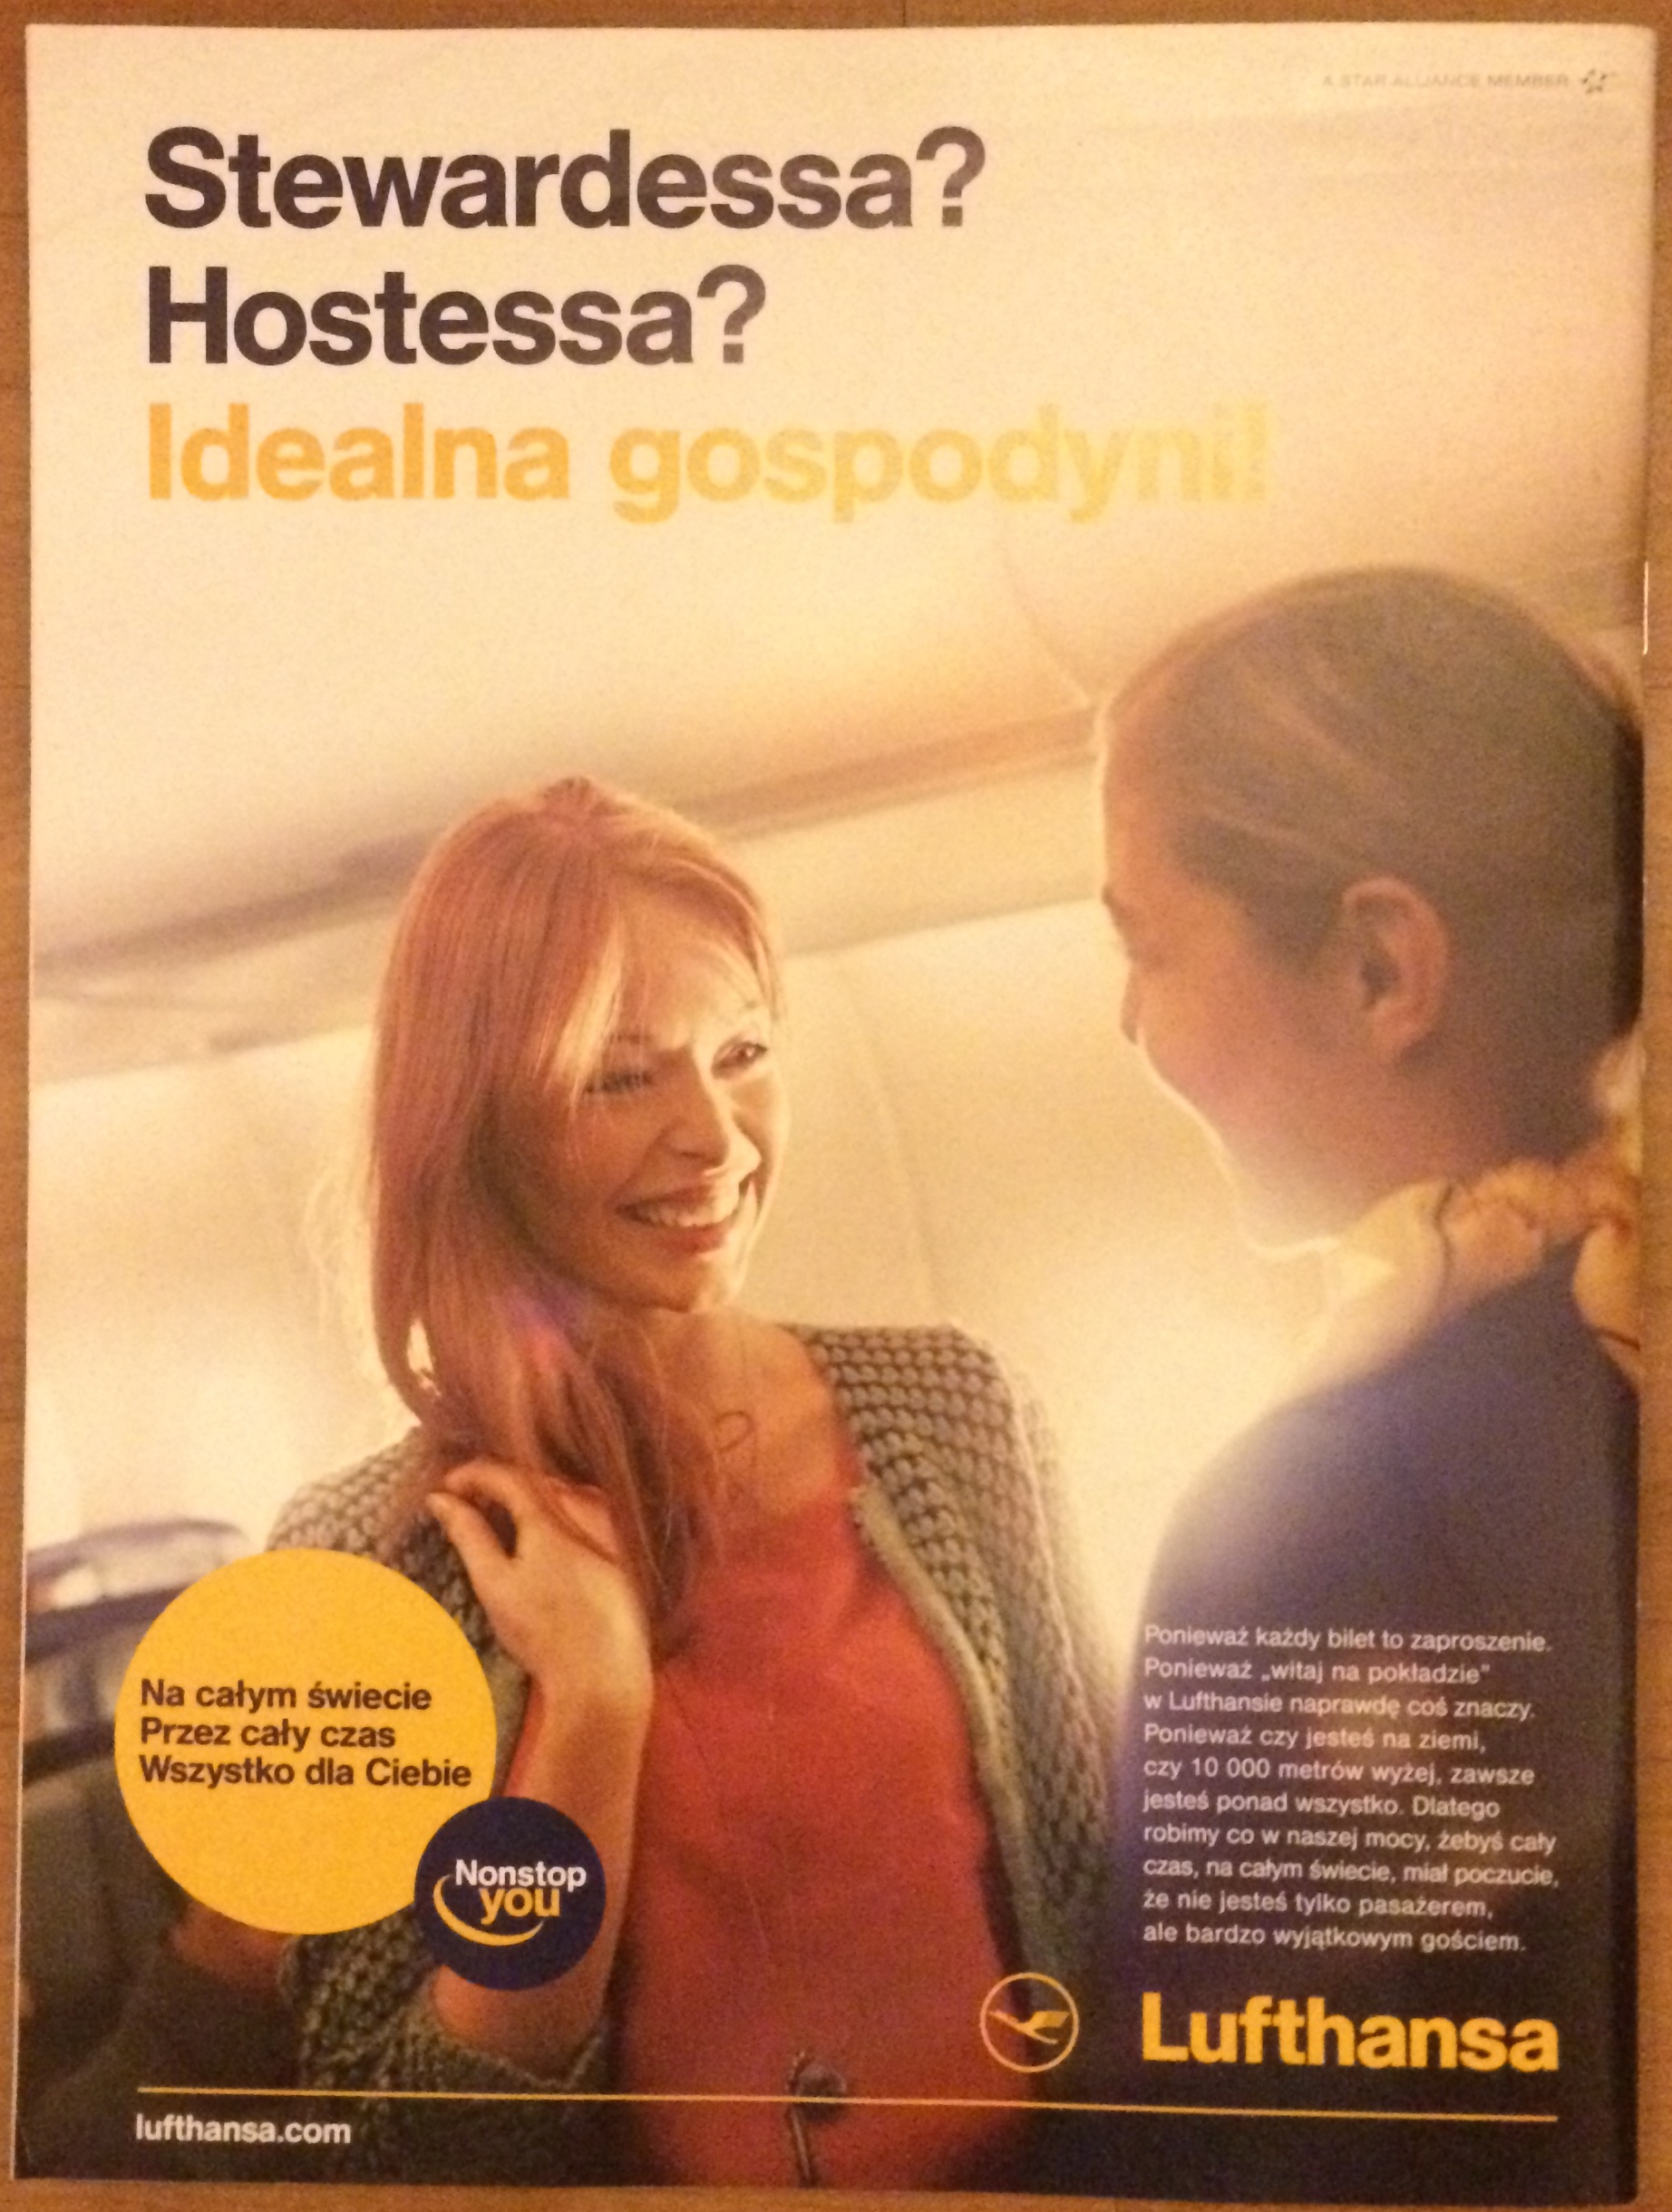 A STAR ALLIANCE MEMBER
Stewardessa?
Hostessa?
Idealna gospodyni!
Na całym świecie
Przez cały czas
Wszystko dla Ciebie
Nonstop
you
Ponieważ każdy bilet to zaproszenie.
Ponieważ „witaj na pokładzie”
w Lufthansie naprawdę coś znaczy.
Ponieważ czy jesteś na ziemi,
czy 10 000 metrów wyżej, zawsze
jesteś ponad wszystko. Dlatego
robimy co w naszej mocy, żebyś cały
czas, na całym świecie, miał poczucie,
że nie jesteś tylko pasażerem,
ale bardzo wyjątkowym gościem.
Lufthansa
lufthansa.com